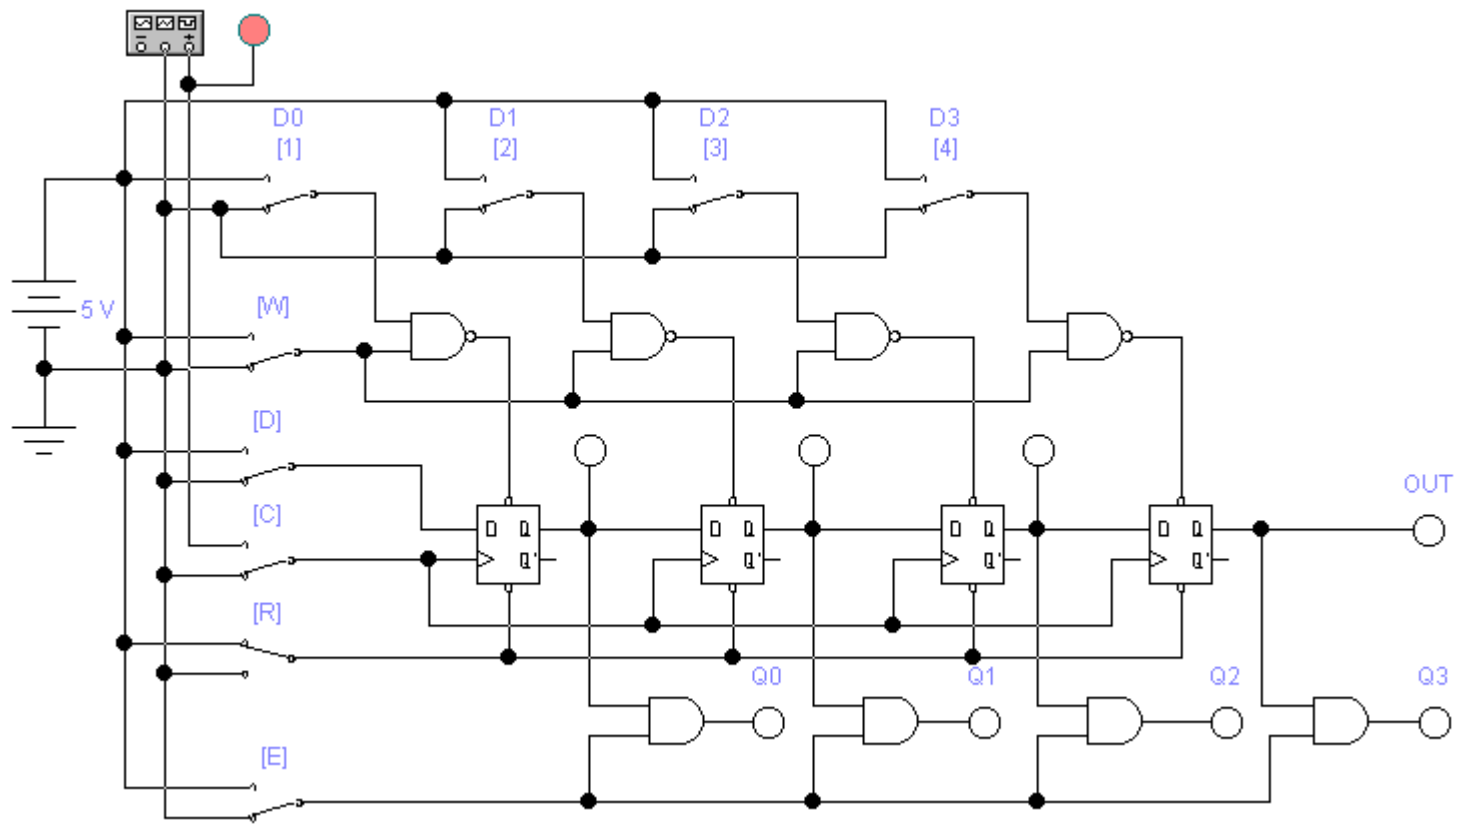 D0
[1]
D1
[2]
D2
[3]
D3
[4]
5 V
[W]
[D]
[C]
[R]
[E]
D Q
Q'
D Q
Q'
D Q
Q'
D Q
Q'
OUT
Q0
Q1
Q2
Q3